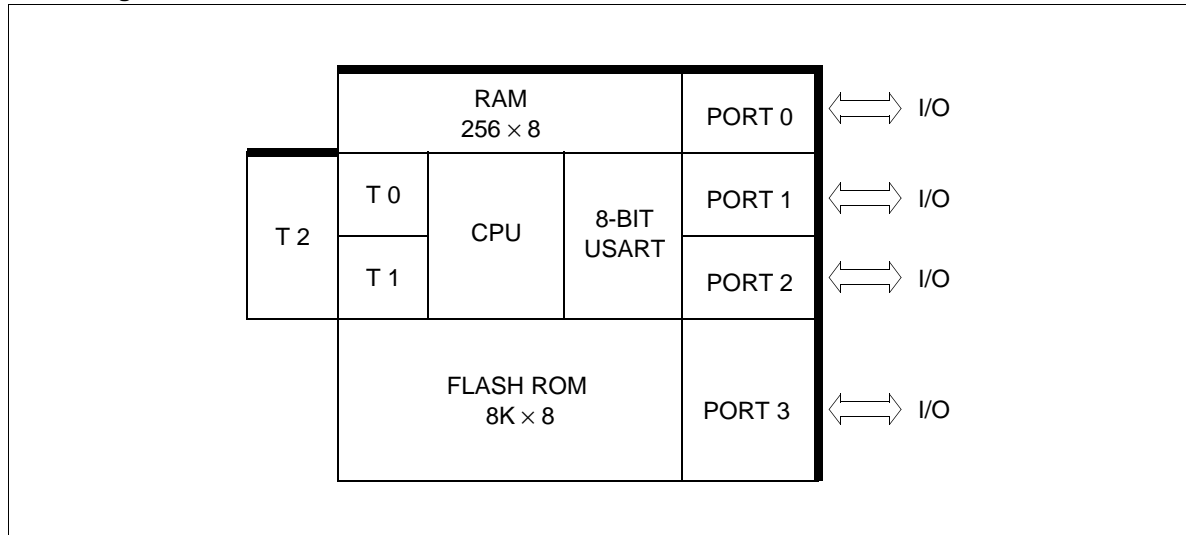 RAM
256 × 8
PORT 0
I/O
T 2
T 0
T 1
CPU
8-BIT
USART
PORT 1
I/O
PORT 2
I/O
FLASH ROM
8K × 8
PORT 3
I/O